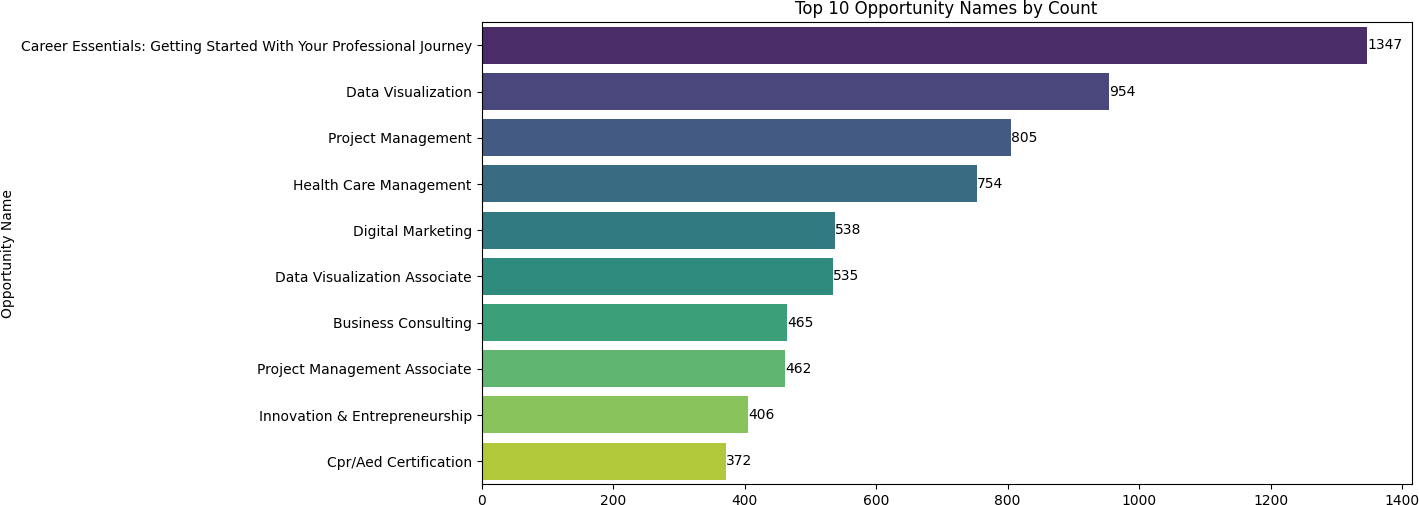 Top 10 Opportunity Names by Count
Opportunity Name
Career Essentials: Getting Started With Your Professional Journey 1347
Data Visualization 954
Project Management 805
Health Care Management 754
Digital Marketing 538
Data Visualization Associate 535
Business Consulting 465
Project Management Associate 462
Innovation & Entrepreneurship 406
Cpr/Aed Certification 372
0 200 400 600 800 1000 1200 1400